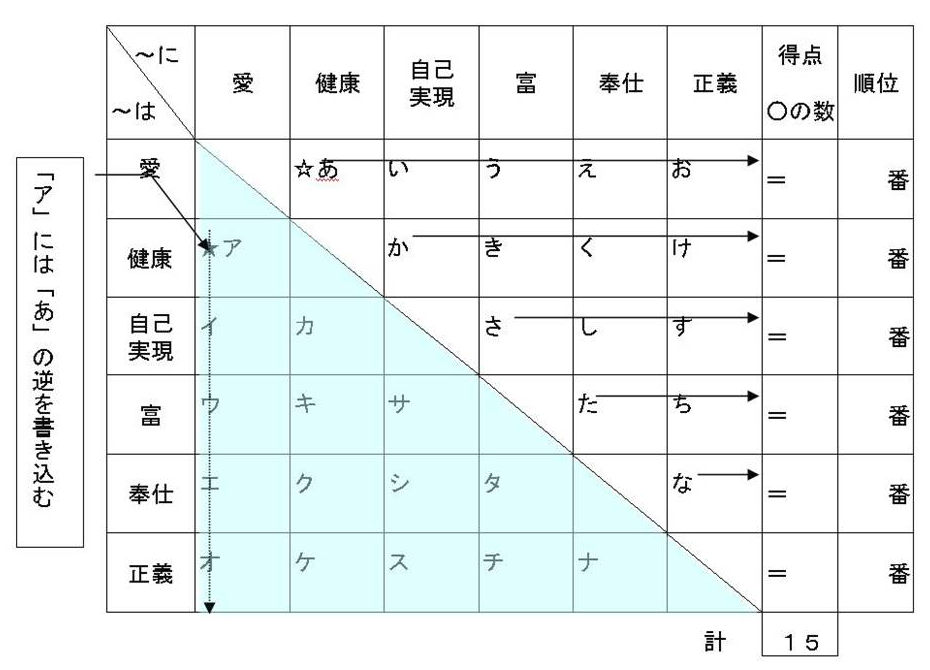 ～に
～は
愛
健康
自己
実現
富
奉仕
正義
得点
〇の数
順位
愛
☆あ
い
う
え
お
＝
番
健康
★ア
か
き
く
け
＝
番
自己
実現
イ
カ
さ
し
す
＝
番
富
ウ
キ
サ
た
ち
＝
番
奉仕
エ
ク
シ
タ
な
＝
番
正義
オ
ケ
ス
チ
ナ
＝
番
計
１５
「ア」には「あ」の逆を書き込む